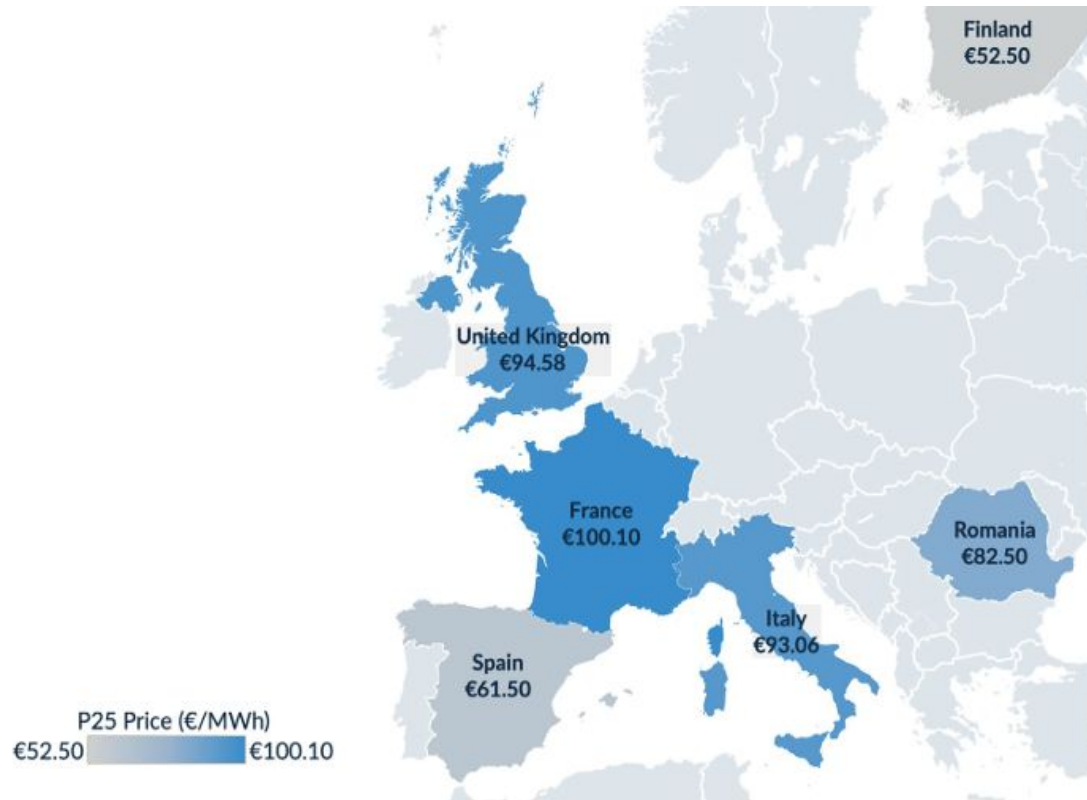 Finland
€52.50
United Kingdom
€94.58
France
€100.10
Romania
€82.50
Italy
€93.06
Spain
€61.50
P25 Price (€/MWh)
€52.50 €100.10